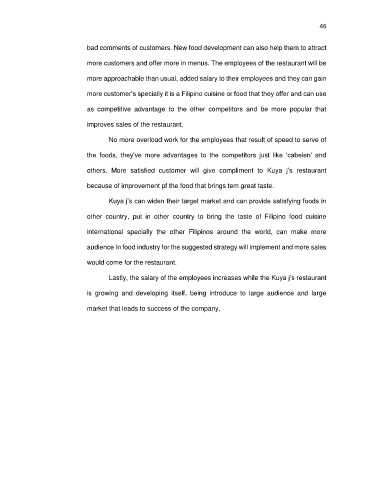 46
bad comments of customers. New food development can also help them to attract
more customers and offer more in menus. The employees of the restaurant will be
more approachable than usual, added salary to their employees and they can gain
more customer's specially it is a Filipino cuisine or food that they offer and can use
as competitive advantage to the other competitors and be more popular that
improves sales of the restaurant.
No more overload work for the employees that result of speed to serve of
the foods, they've more advantages to the competitors just like 'cabelen' and
others. More satisfied customer will give compliment to Kuya j's restaurant
because of improvement pf the food that brings tem great taste.
Kuya j's can widen their target market and can provide satisfying foods in
other country, put in other country to bring the taste of Filipino food cuisine
international specially the other Filipinos around the world, can make more
audience In food industry for the suggested strategy will implement and more sales
would come for the restaurant.
Lastly, the salary of the employees increases while the Kuya j's restaurant
is growing and developing itself, being introduce to large audience and large
market that leads to success of the company.